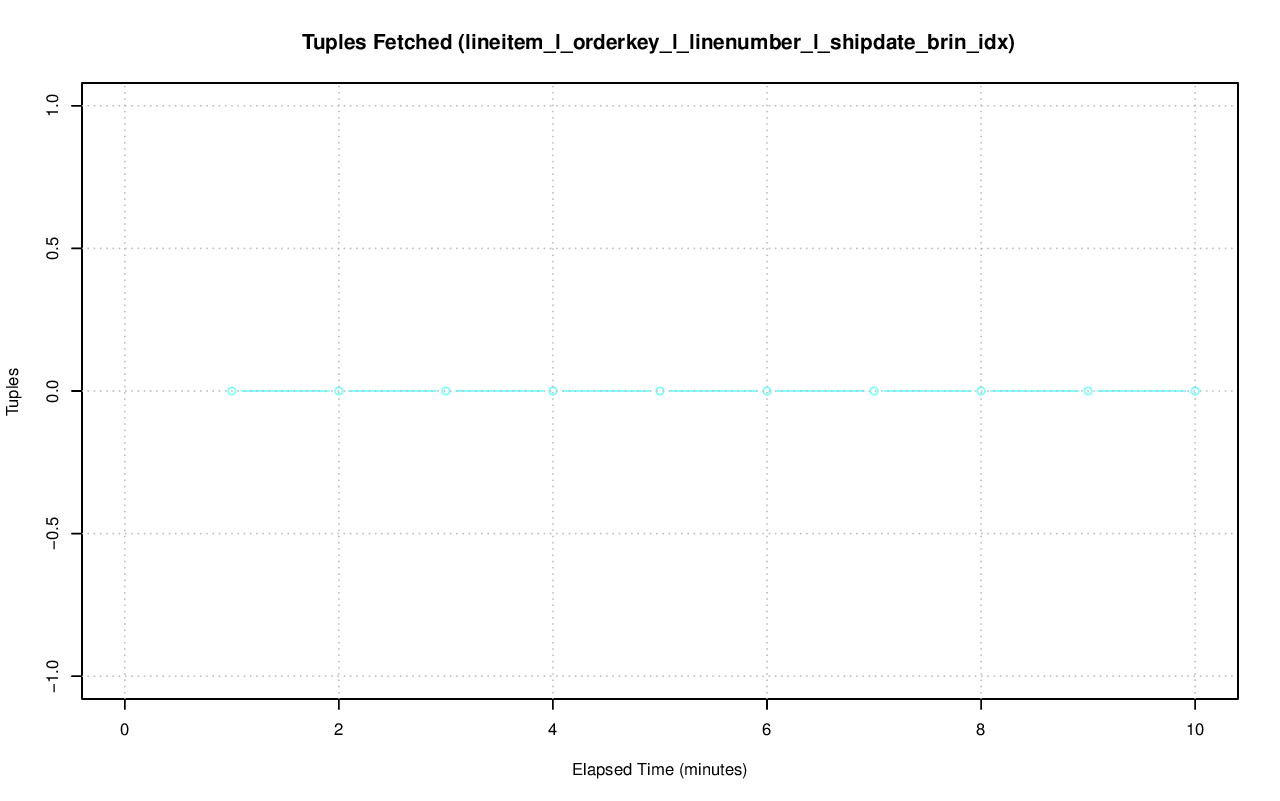 Tuples Fetched (lineitem_l_orderkey_l_linenumber_l_shipdate_brin_idx)
1.0
0.5
0.0
−0.5
−1.0
Tuples
0 2 4 6 8 10
Elapsed Time (minutes)